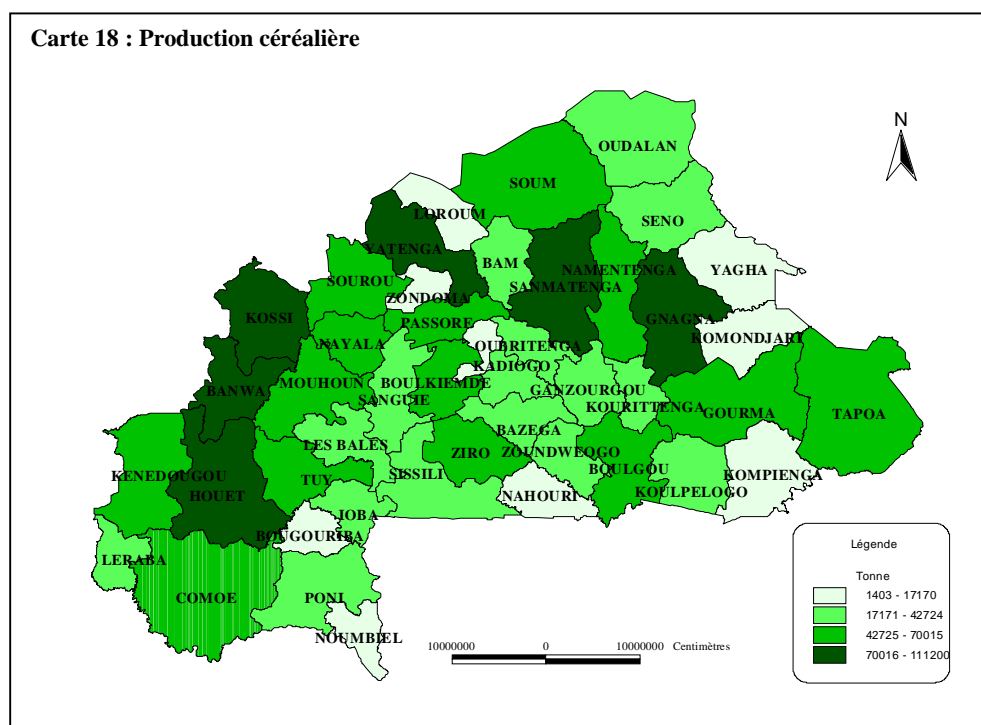 Carte 18 : Production céréalière
N
OUDALAN
SOUM
LOROUM
SENO
YATENGA
BAM
NAMENTENGA
YAGHA
SOUROU
SANMATENGA
ZONDOMA
KOSSI
PASSORE
GNAGNA
KOMONDJARI
NAYALA
OUBRITENGA
KADIOGO
BANWA
MOUHOUN
BOULKIEMDE
GANZOURGOU
SANGUIE
KOURITTENGA
GOURMA
TAPOA
BAZEGA
LES BALES
ZIRO
ZOUNDWEOGO
KENEDOUGOU
TUY
SISSILI
BOULGOU
KOMPIENGA
HOUET
NAHOURI
KOULPELOGO
IOBA
BOUGOURIBA
LERABA
COMOE
PONI
NOUMBIEL
10000000 0 10000000 Centimètres
Légende
Tonne
1403 - 17170
17171 - 42724
42725 - 70015
70016 - 111200